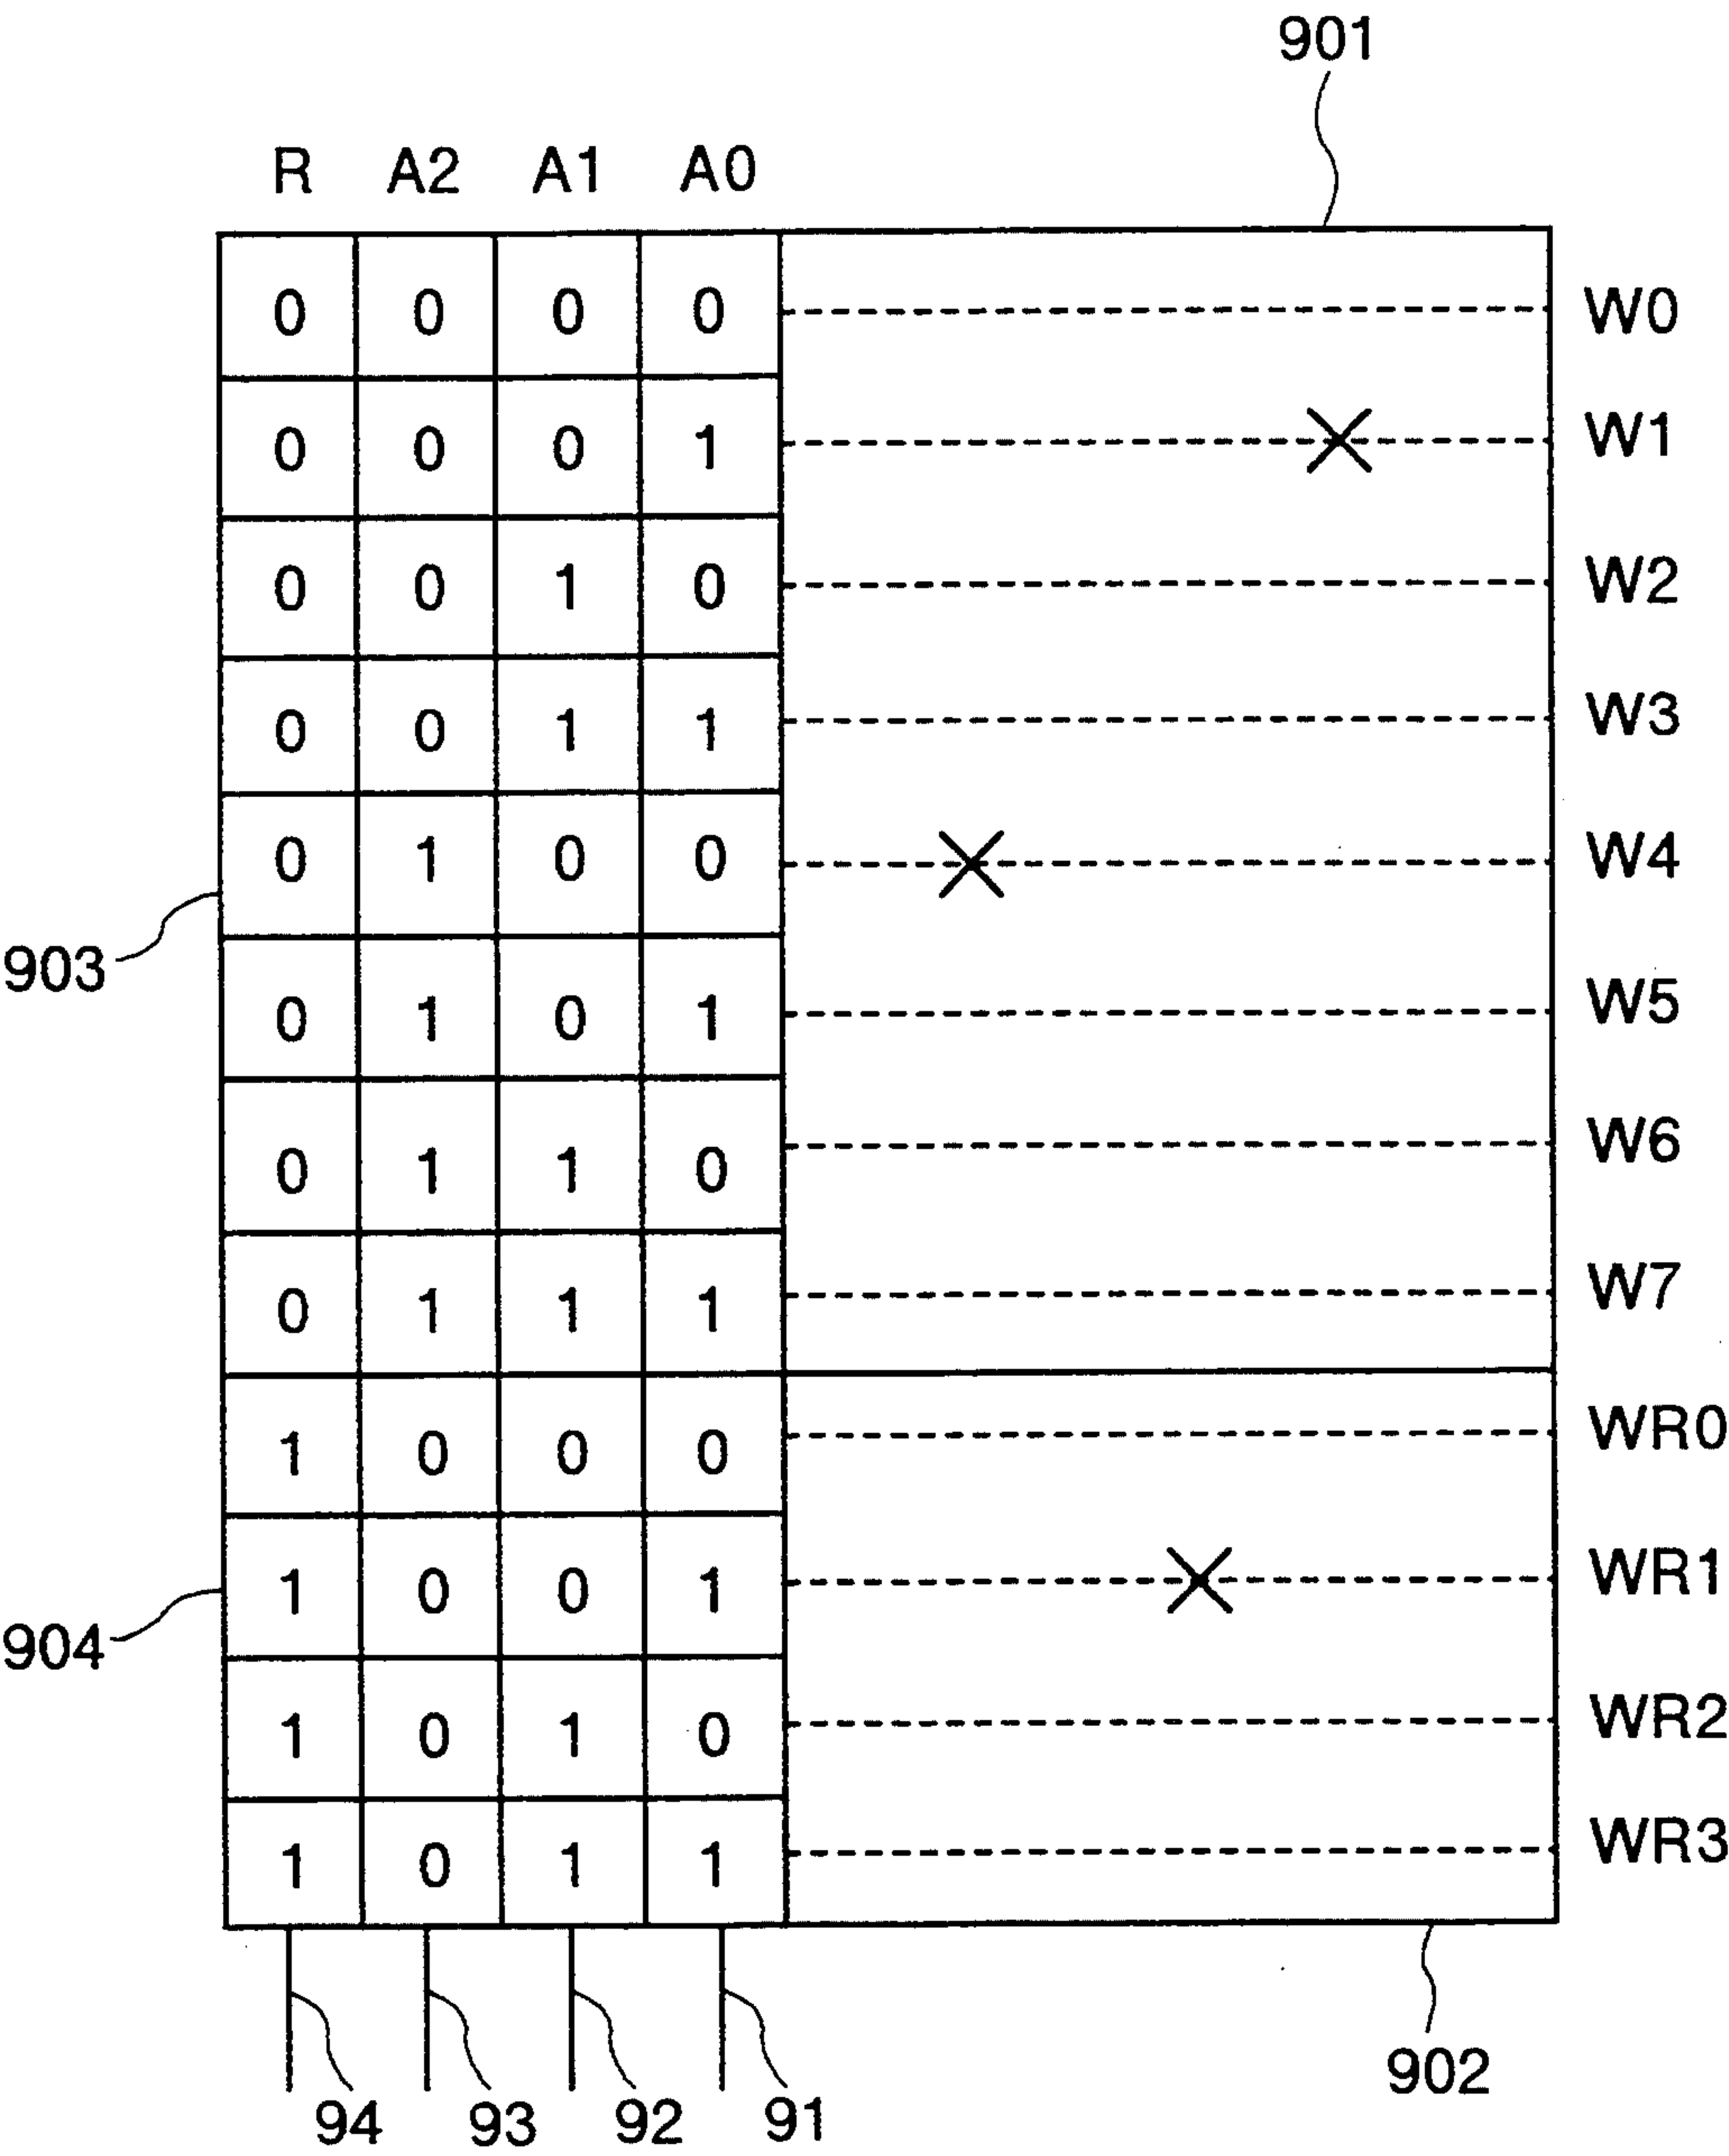 901
R A2 A1 A0
0 0 0 0 W0
0 0 0 1 W1
0 0 1 0 W2
0 0 1 1 W3
0 1 0 0 W4
903
0 1 0 1 W5
0 1 1 0 W6
0 1 1 1 W7
1 0 0 0 WR0
1 0 0 1 WR1
904
1 0 1 0 WR2
1 0 1 1 WR3
902
94 93 92 91